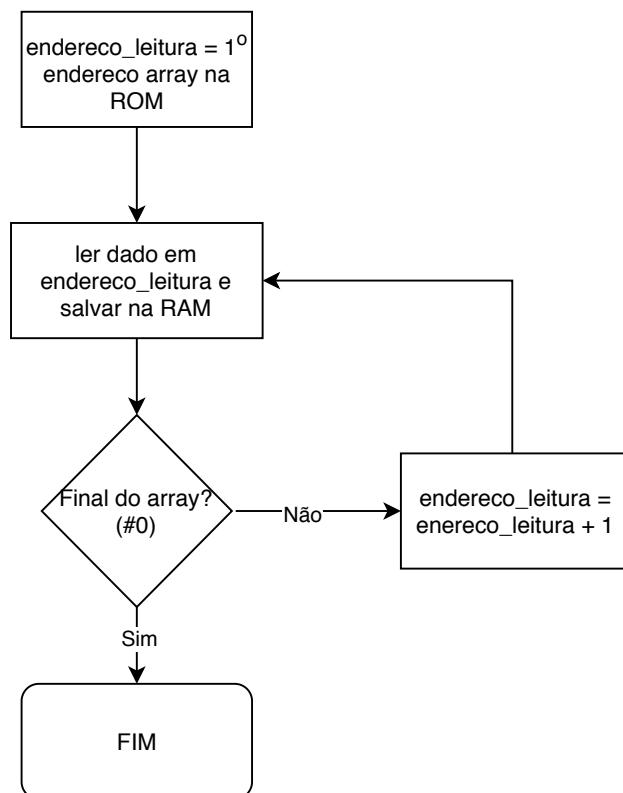 endereco_leitura = 1º
endereco array na
ROM
ler dado em
endereco_leitura e
salvar na RAM
Final do array?
(#0)
Não
endereco_leitura =
enereco_leitura + 1
Sim
FIM